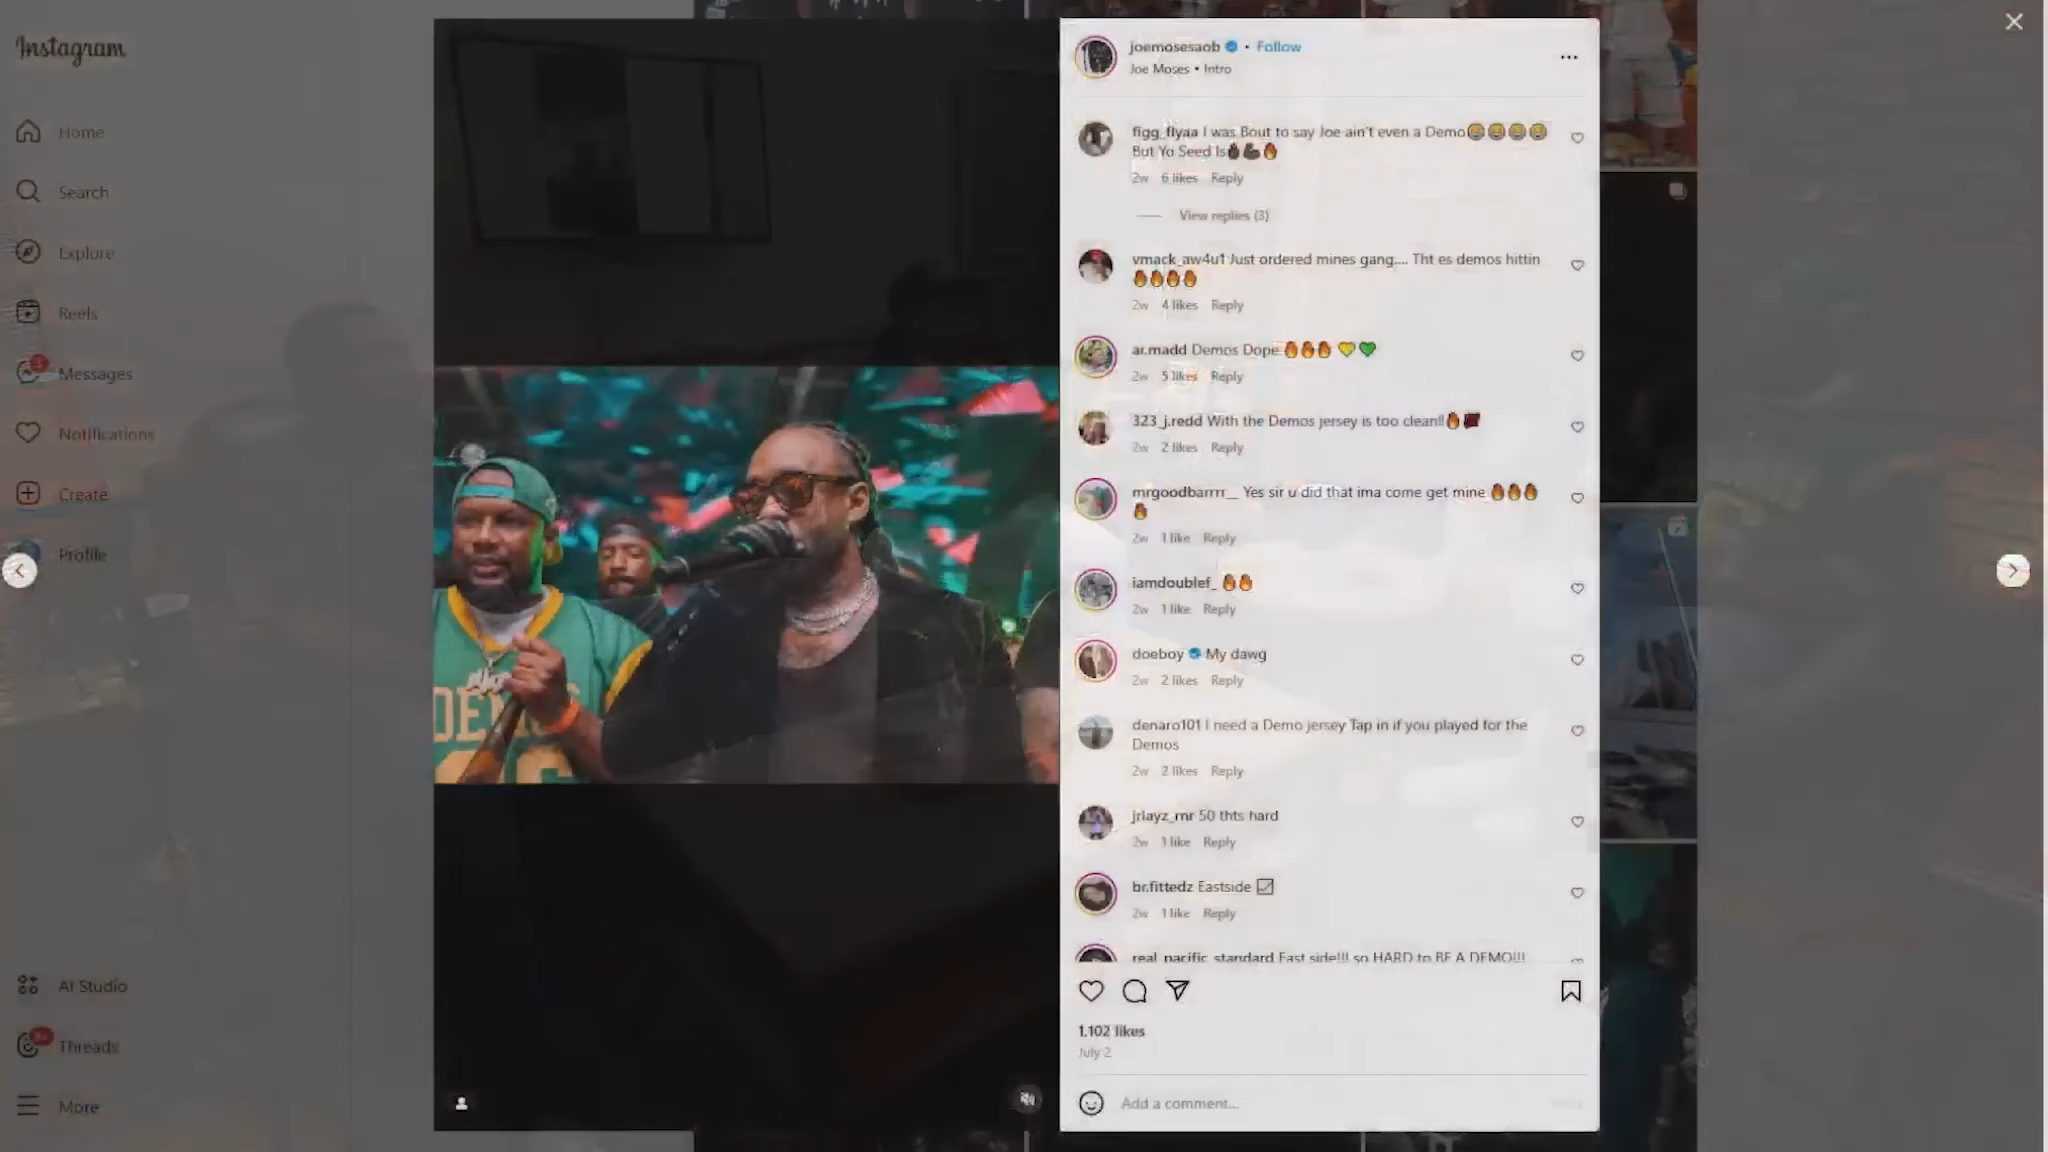 Instagram
Home
Search
Explore
Reels
Messages
Notifications
Create
Profile
AI Studio
Threads
More
joemosesaob • Follow
Joe Moses • Intro
figg_flyaa I was Bout to say Joe ain't even a Demo😂😂😂😂
But Yo Seed Is✊🏿💪🏿🔥
2w 6 likes Reply
View replies (3)
vmack_aw4u1 Just ordered mines gang.... Tht es demos hittin
🔥🔥🔥🔥
2w 4 likes Reply
ar.madd Demos Dope 🔥🔥🔥 💛💚
2w 5 likes Reply
323_j.redd With the Demos jersey is too clean!!🔥
2w 2 likes Reply
mrgoodbarrrr__ Yes sir u did that ima come get mine 🔥🔥🔥
🔥
2w 1 like Reply
iamdoublef_ 🔥🔥
2w 1 like Reply
doeboy My dawg
2w 2 likes Reply
denaro101 I need a Demo jersey Tap in if you played for the
Demos
2w 2 likes Reply
jrlayz_mr 50 thts hard
2w 1 like Reply
br.fittedz Eastside
2w 1 like Reply
real_pacific_standard East side!!! so HARD to BE A DEMO!!!
1,102 likes
July 2
Add a comment...